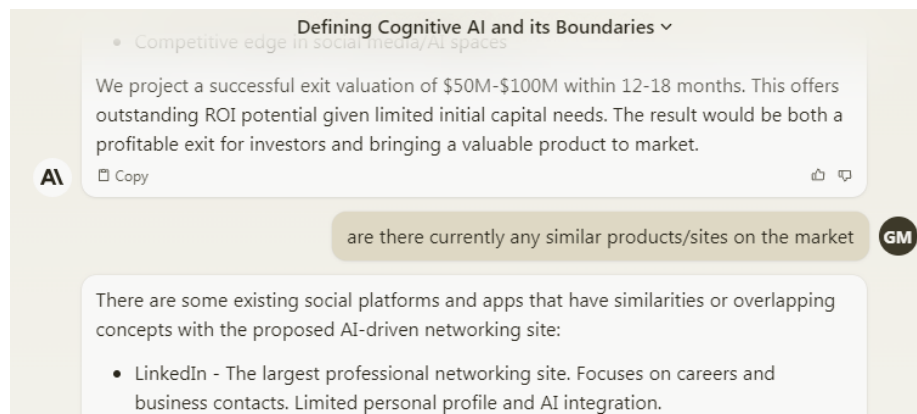 Defining Cognitive AI and its Boundaries
• Competitive edge in social media/AI spaces
We project a successful exit valuation of $50M-$100M within 12-18 months. This offers
outstanding ROI potential given limited initial capital needs. The result would be both a
profitable exit for investors and bringing a valuable product to market.
A\
Copy
are there currently any similar products/sites on the market
GM
There are some existing social platforms and apps that have similarities or overlapping
concepts with the proposed AI-driven networking site:
• LinkedIn - The largest professional networking site. Focuses on careers and
business contacts. Limited personal profile and AI integration.